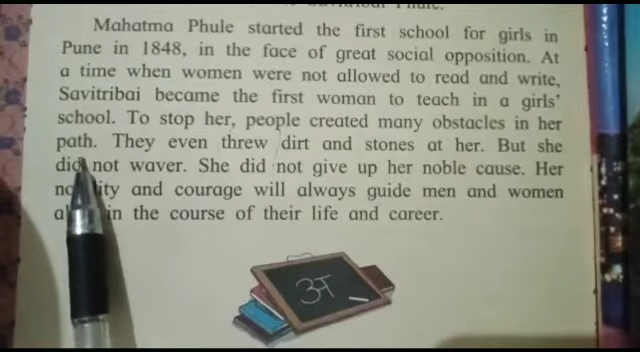 Mahatma Phule started the first school for girls in
Pune in 1848, in the face of great social opposition. At
a time when women were not allowed to read and write,
Savitribai became the first woman to teach in a girls'
school. To stop her, people created many obstacles in her
path. They even threw dirt and stones at her. But she
did not waver. She did not give up her noble cause. Her
and courage will always guide men and women
in the course of their life and career.
अ